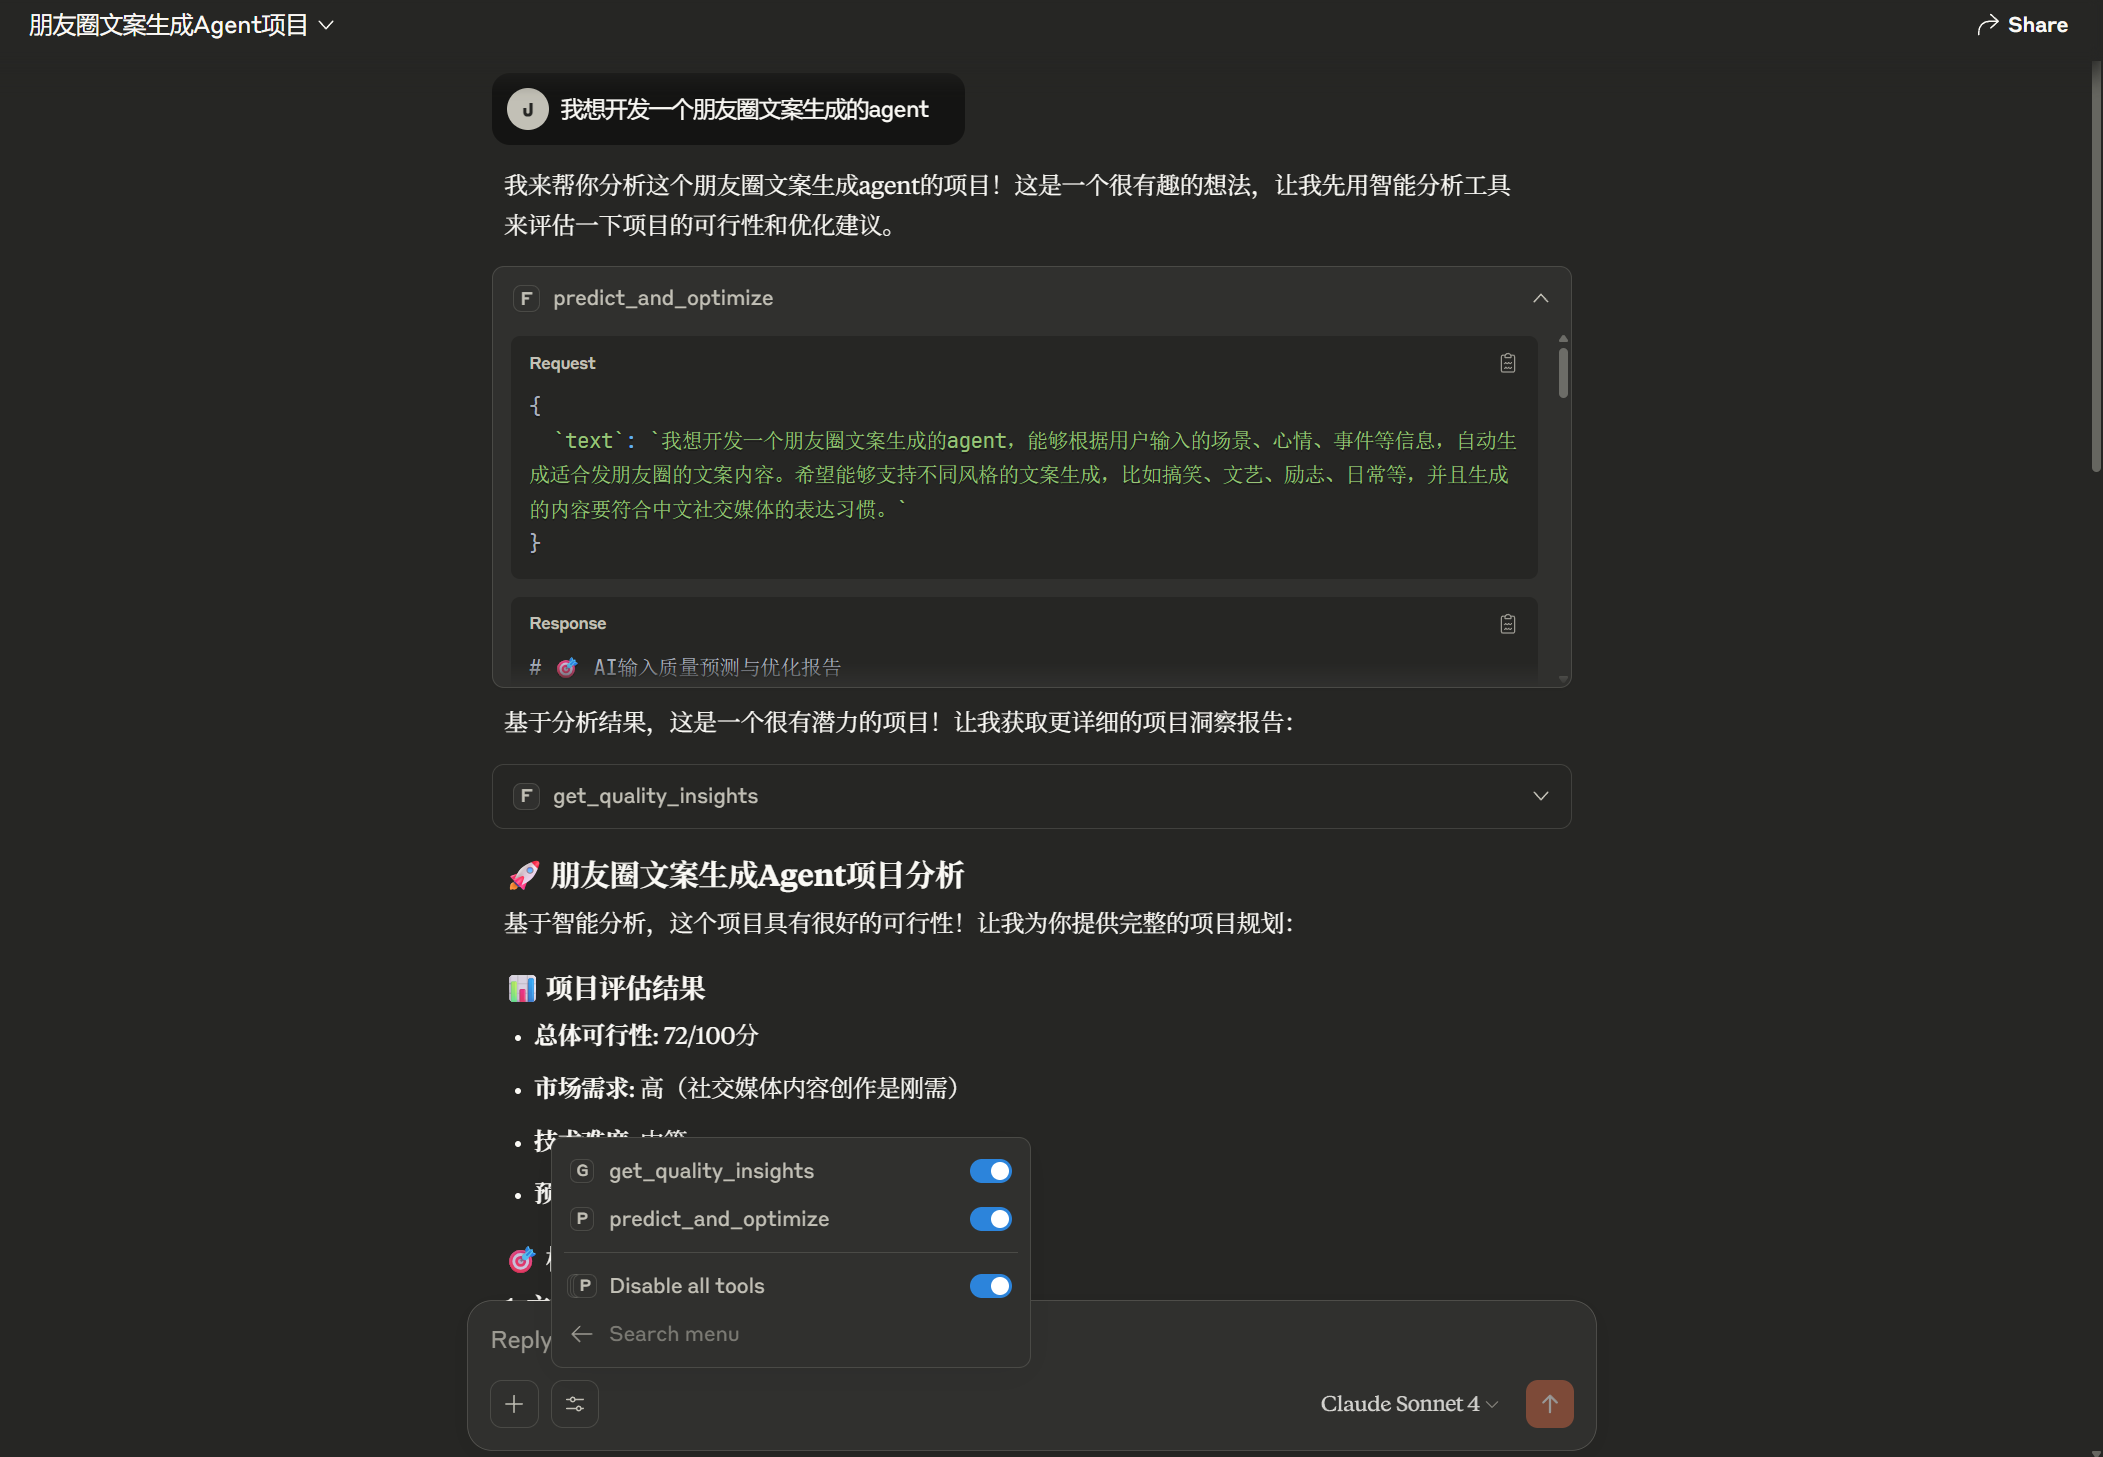 朋友圈文案生成Agent项目
Share
J
我想开发一个朋友圈文案生成的agent
我来帮你分析这个朋友圈文案生成agent的项目！这是一个很有趣的想法，让我先用智能分析工具
来评估一下项目的可行性和优化建议。
F predict_and_optimize
Request
{
`text`: `我想开发一个朋友圈文案生成的agent，能够根据用户输入的场景、心情、事件等信息，自动生
成适合发朋友圈的文案内容。希望能够支持不同风格的文案生成，比如搞笑、文艺、励志、日常等，并且生成
的内容要符合中文社交媒体的表达习惯。`
}
Response
# 🎯 AI输入质量预测与优化报告
基于分析结果，这是一个很有潜力的项目！让我获取更详细的项目洞察报告：
F get_quality_insights
🚀 朋友圈文案生成Agent项目分析
基于智能分析，这个项目具有很好的可行性！让我为你提供完整的项目规划：
📊 项目评估结果
• 总体可行性: 72/100分
• 市场需求: 高（社交媒体内容创作是刚需）
• 技术难度: 中等
• 预
G get_quality_insights
P predict_and_optimize
P Disable all tools
Search menu
Reply
Claude Sonnet 4